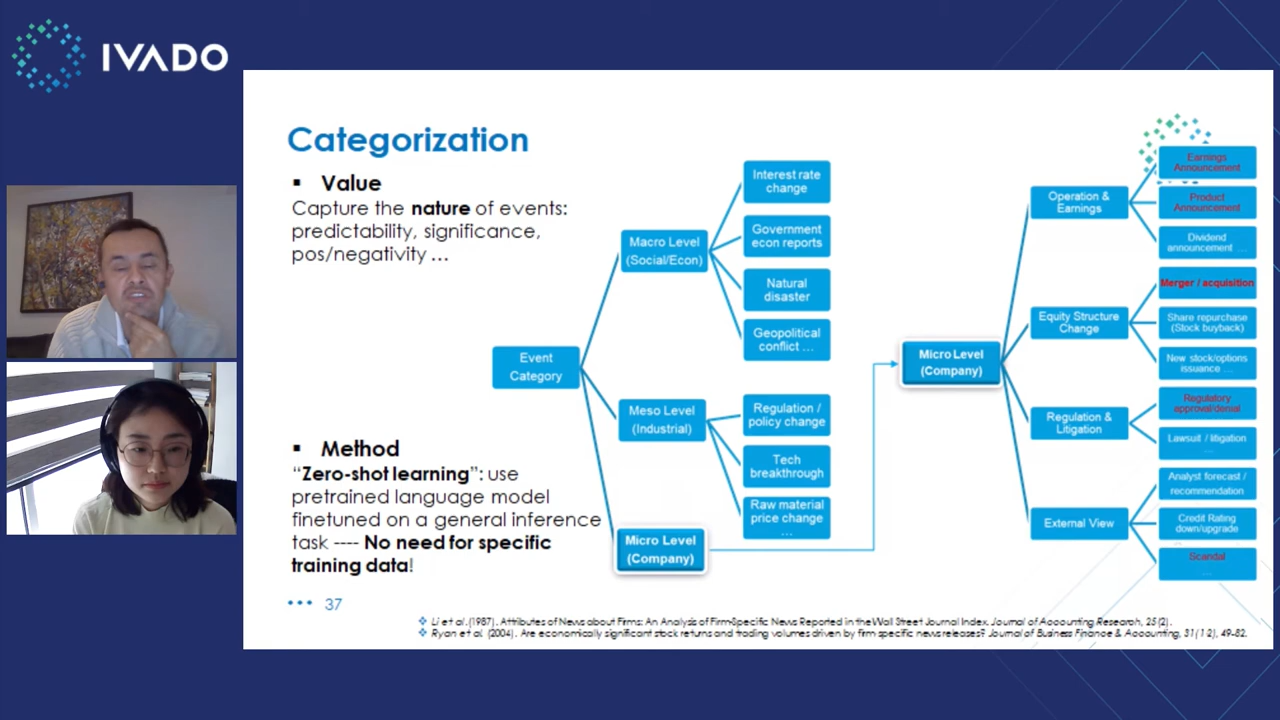 IVADO
Categorization
▪ Value
Capture the nature of events:
predictability, significance,
pos/negativity ...
▪ Method
“Zero-shot learning”: use
pretrained language model
finetuned on a general inference
task ---- No need for specific
training data!
Event
Category
Macro Level
(Social/Econ)
Interest rate
change
Government
econ reports
Natural
disaster
Geopolitical
conflict ...
Meso Level
(Industrial)
Regulation /
policy change
Tech
breakthrough
Raw material
price change
...
Micro Level
(Company)
Micro Level
(Company)
Operation &
Earnings
Earnings
Announcement
Product
Announcement
Dividend
announcement ...
Equity Structure
Change
Merger / acquisition
Share repurchase
(Stock buyback)
New stock/options
issuance ...
Regulation &
Litigation
Regulatory
approval/denial
Lawsuit / litigation
...
External View
Analyst forecast /
recommendation
Credit Rating
down/upgrade
Scandal
...
••• 37
❖ Li et al. (1987). Attributes of News about Firms: An Analysis of Firm-Specific News Reported in the Wall Street Journal Index. Journal of Accounting Research, 25(2).
❖ Ryan et al. (2004). Are economically significant stock returns and trading volumes driven by firm specific news releases? Journal of Business Finance & Accounting, 31(1‐2), 49-82.